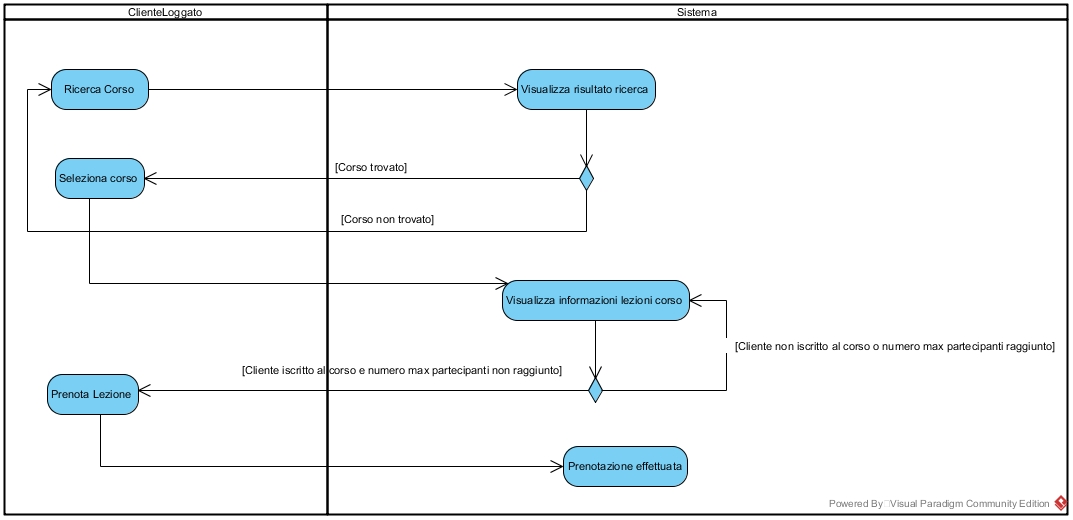 ClienteLoggato
Sistema
Ricerca Corso
Visualizza risultato ricerca
[Corso trovato]
Seleziona corso
[Corso non trovato]
Visualizza informazioni lezioni corso
[Cliente non iscritto al corso o numero max partecipanti raggiunto]
[Cliente iscritto al corso e numero max partecipanti non raggiunto]
Prenota Lezione
Prenotazione effettuata
Powered By Visual Paradigm Community Edition